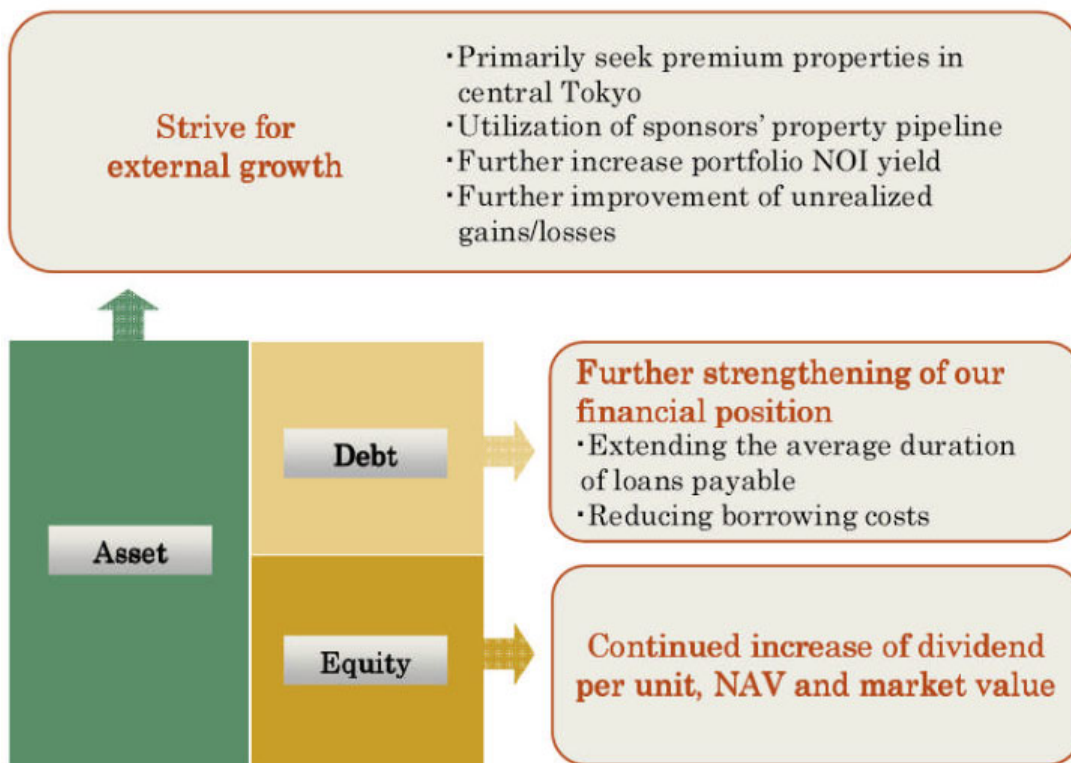 Strive for
external growth
・Primarily seek premium properties in
central Tokyo
・Utilization of sponsors’ property pipeline
・Further increase portfolio NOI yield
・Further improvement of unrealized
gains/losses
Asset
Debt
Further strengthening of our
financial position
・Extending the average duration
of loans payable
・Reducing borrowing costs
Equity
Continued increase of dividend
per unit, NAV and market value